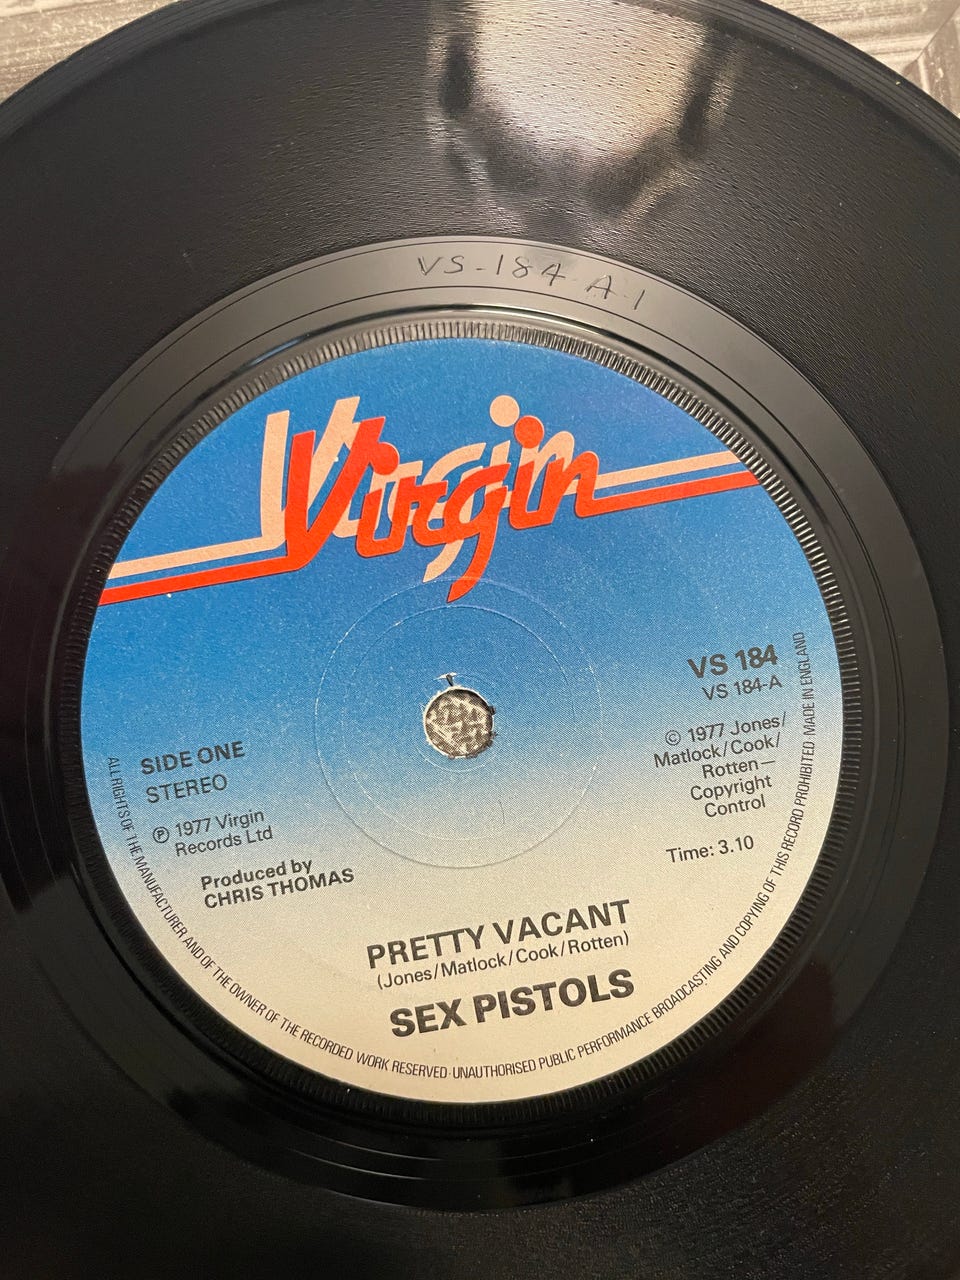 VS-184-A-1
Virgin
VS 184
VS 184-A
© 1977 Jones/
Matlock/Cook/
Rotten—
Copyright
Control
Time: 3.10
SIDE ONE
STEREO
℗ 1977 Virgin
Records Ltd
Produced by
CHRIS THOMAS
PRETTY VACANT
(Jones/Matlock/Cook/Rotten)
SEX PISTOLS
ALL RIGHTS OF THE MANUFACTURER AND OF THE OWNER OF THE RECORDED WORK RESERVED · UNAUTHORISED PUBLIC PERFORMANCE BROADCASTING AND COPYING OF THIS RECORD PROHIBITED. MADE IN ENGLAND